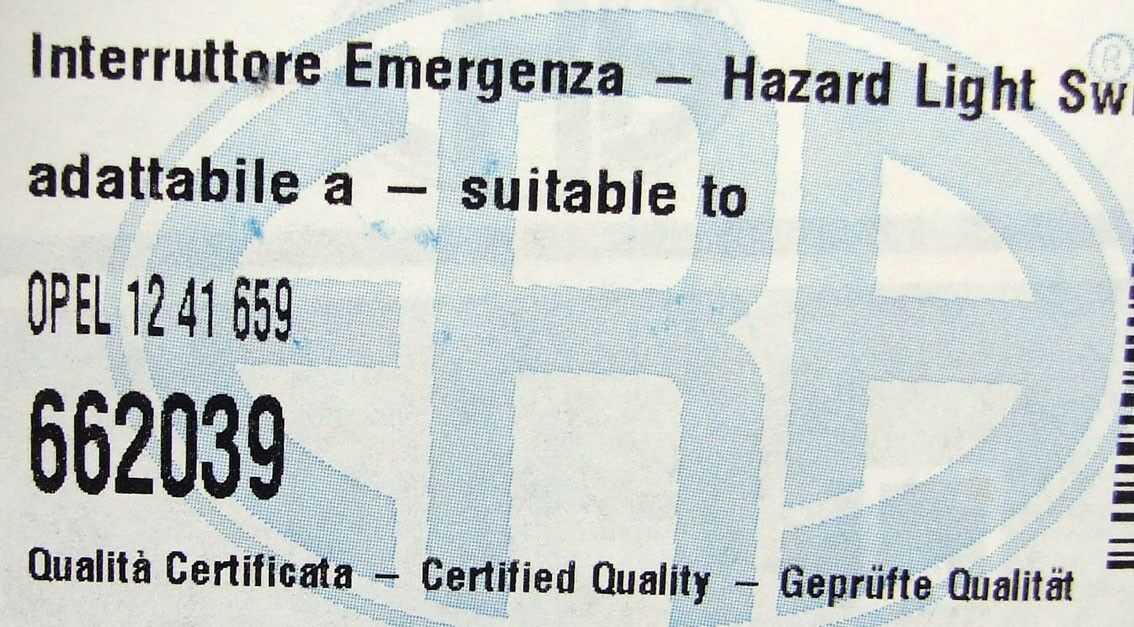 Interruttore Emergenza – Hazard Light Sw
adattabile a – suitable to
OPEL 12 41 659
662039
Qualità Certificata – Certified Quality – Geprüfte Qualität
ERA
®